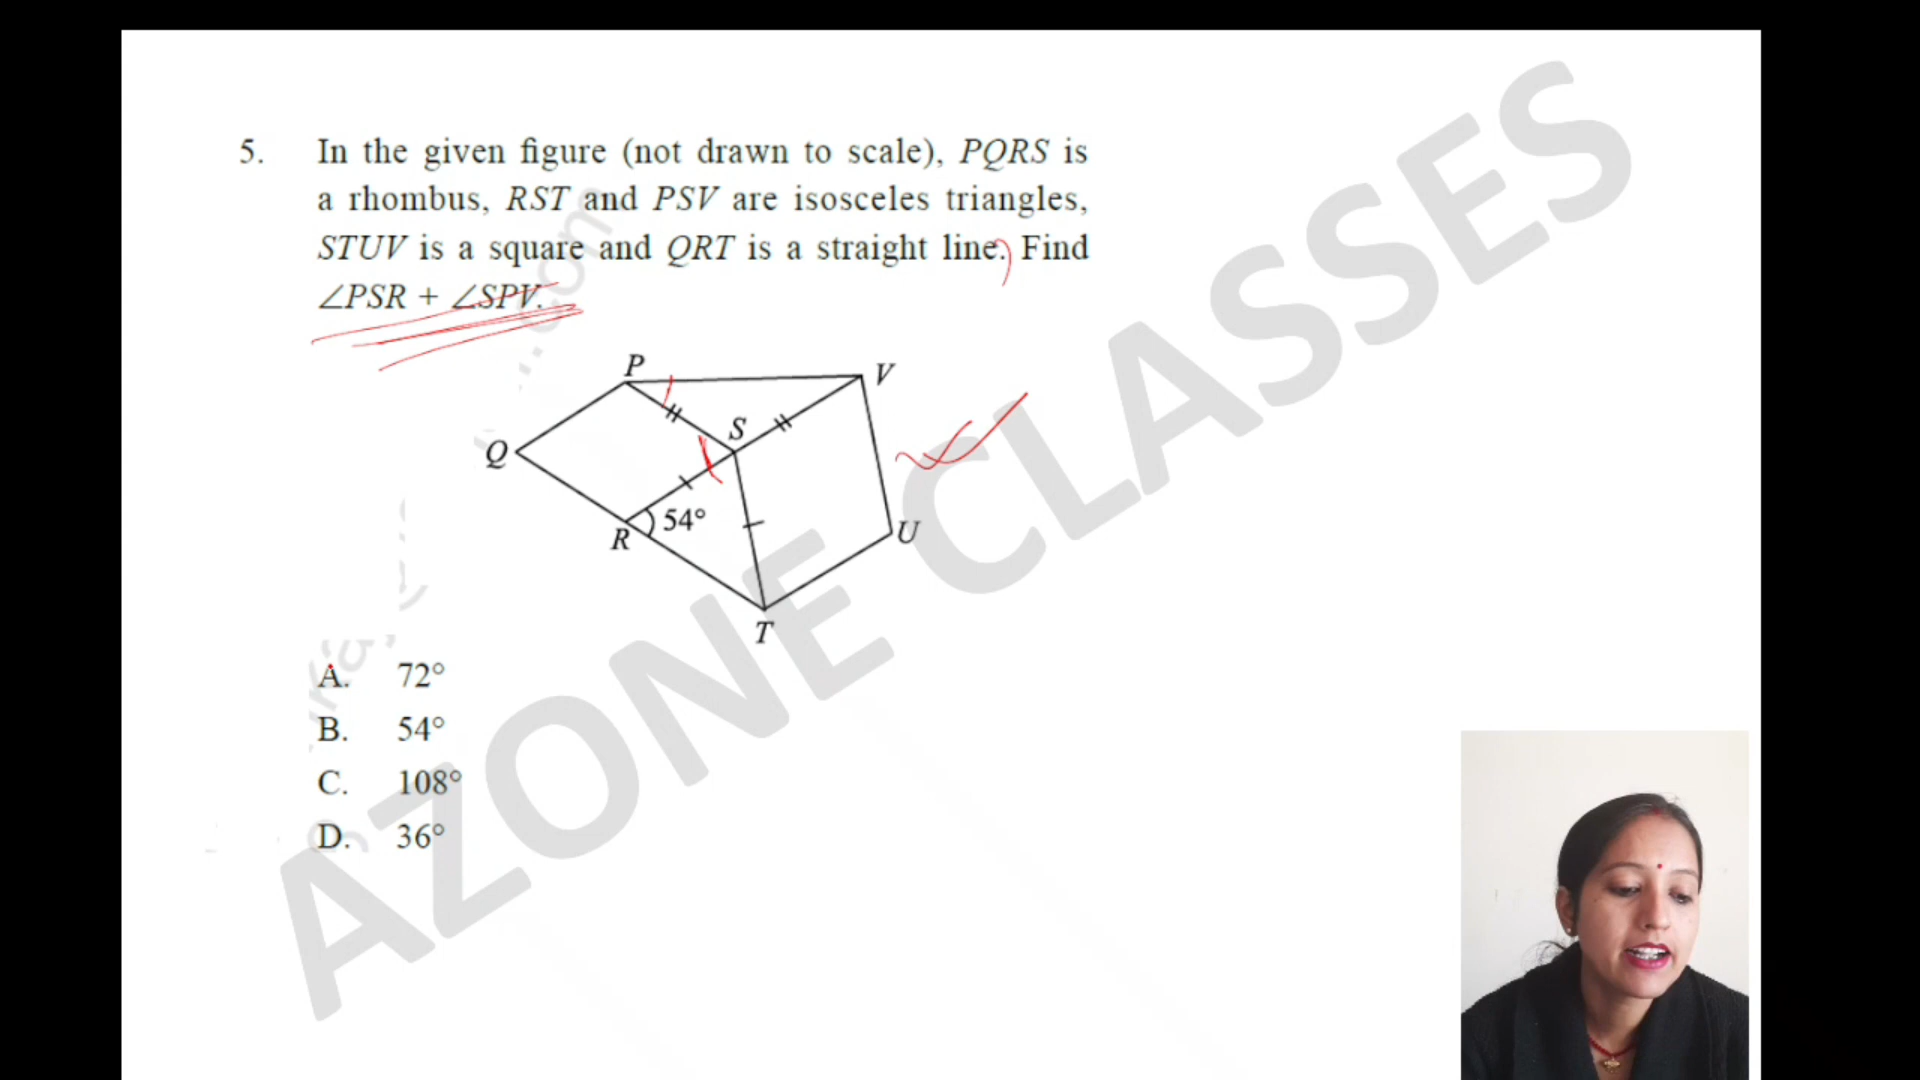 5. In the given figure (not drawn to scale), PQRS is
a rhombus, RST and PSV are isosceles triangles,
STUV is a square and QRT is a straight line. Find
∠PSR + ∠SPV.
P
V
S
Q
54°
R
U
T
A. 72°
B. 54°
C. 108°
D. 36°
AZONE CLASSES
.com